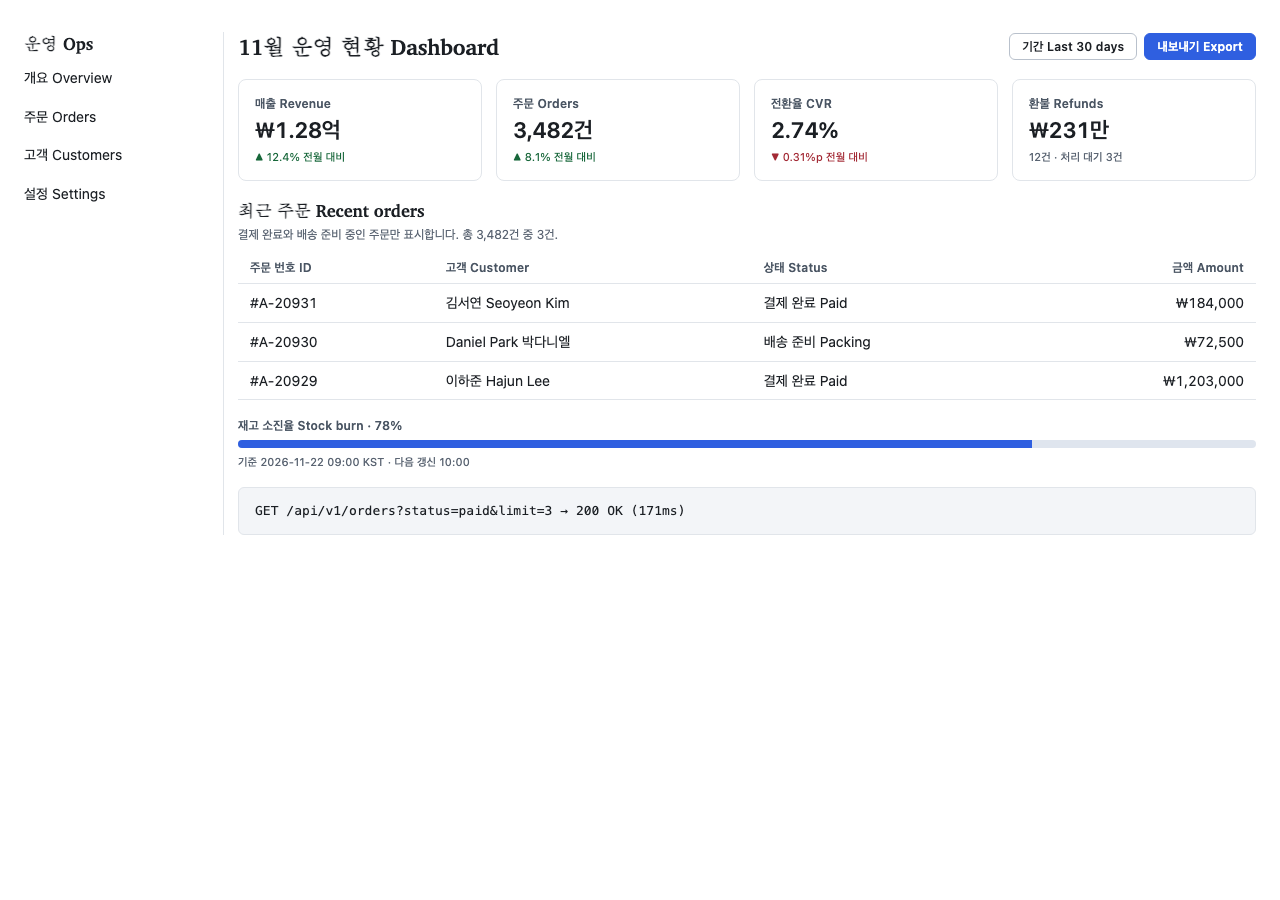 운영 Ops
개요 Overview
주문 Orders
고객 Customers
설정 Settings
11월 운영 현황 Dashboard
기간 Last 30 days
내보내기 Export
매출 Revenue
₩1.28억
▲ 12.4% 전월 대비
주문 Orders
3,482건
▲ 8.1% 전월 대비
전환율 CVR
2.74%
▼ 0.31%p 전월 대비
환불 Refunds
₩231만
12건 · 처리 대기 3건
최근 주문 Recent orders
결제 완료와 배송 준비 중인 주문만 표시합니다. 총 3,482건 중 3건.
주문 번호 ID 고객 Customer 상태 Status 금액 Amount
#A-20931 김서연 Seoyeon Kim 결제 완료 Paid ₩184,000
#A-20930 Daniel Park 박다니엘 배송 준비 Packing ₩72,500
#A-20929 이하준 Hajun Lee 결제 완료 Paid ₩1,203,000
재고 소진율 Stock burn · 78%
기준 2026-11-22 09:00 KST · 다음 갱신 10:00
GET /api/v1/orders?status=paid&limit=3 → 200 OK (171ms)